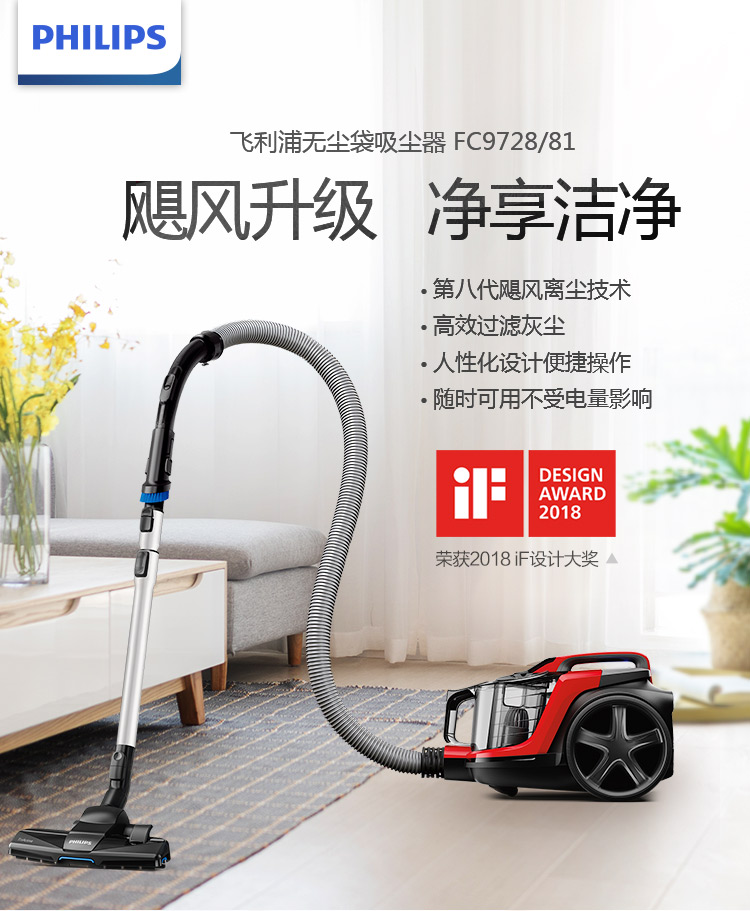 PHILIPS
飞利浦无尘袋吸尘器 FC9728/81
飓风升级 净享洁净
• 第八代飓风离尘技术
• 高效过滤灰尘
• 人性化设计便捷操作
• 随时可用不受电量影响
iF
DESIGN
AWARD
2018
荣获2018 iF设计大奖
PHILIPS